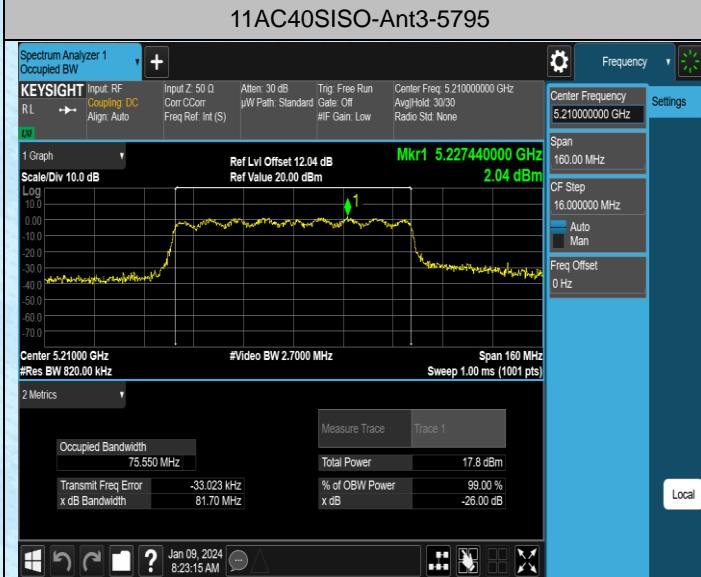 11AC40SISO-Ant3-5795
Spectrum Analyzer 1
Occupied BW
Frequency
KEYSIGHT
Input: RF
Coupling: DC
Align: Auto
Input Z: 50 Ω
Corr CCorr
Freq Ref: Int (S)
Atten: 30 dB
µW Path: Standard
Trig: Free Run
Gate: Off
#IF Gain: Low
Center Freq: 5.210000000 GHz
Avg|Hold: 30/30
Radio Std: None
RL
LXI
Center Frequency
5.210000000 GHz
Settings
Span
160.00 MHz
CF Step
16.000000 MHz
Auto
Man
Freq Offset
0 Hz
1 Graph
Scale/Div 10.0 dB
Ref Lvl Offset 12.04 dB
Ref Value 20.00 dBm
Mkr1 5.227440000 GHz
2.04 dBm
Log
10.0
0.00
-10.0
-20.0
-30.0
-40.0
-50.0
-60.0
-70.0
1
Center 5.21000 GHz
#Res BW 820.00 kHz
#Video BW 2.7000 MHz
Span 160 MHz
Sweep 1.00 ms (1001 pts)
2 Metrics
Measure Trace
Trace 1
Occupied Bandwidth
75.550 MHz
Total Power
17.8 dBm
Transmit Freq Error
-33.023 kHz
% of OBW Power
99.00 %
x dB Bandwidth
81.70 MHz
x dB
-26.00 dB
Local
?
Jan 09, 2024
8:23:15 AM